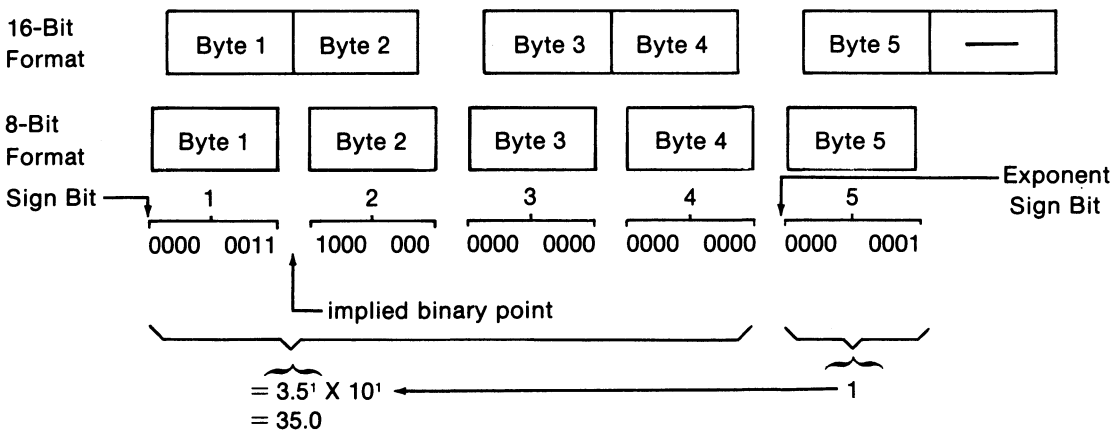 16-Bit
Format
Byte 1 Byte 2 Byte 3 Byte 4 Byte 5 —
8-Bit
Format
Byte 1 Byte 2 Byte 3 Byte 4 Byte 5
Sign Bit 1 2 3 4 5 Exponent
Sign Bit
0000 0011 1000 000 0000 0000 0000 0000 0000 0001
implied binary point
= 3.5¹ X 10¹ 1
= 35.0